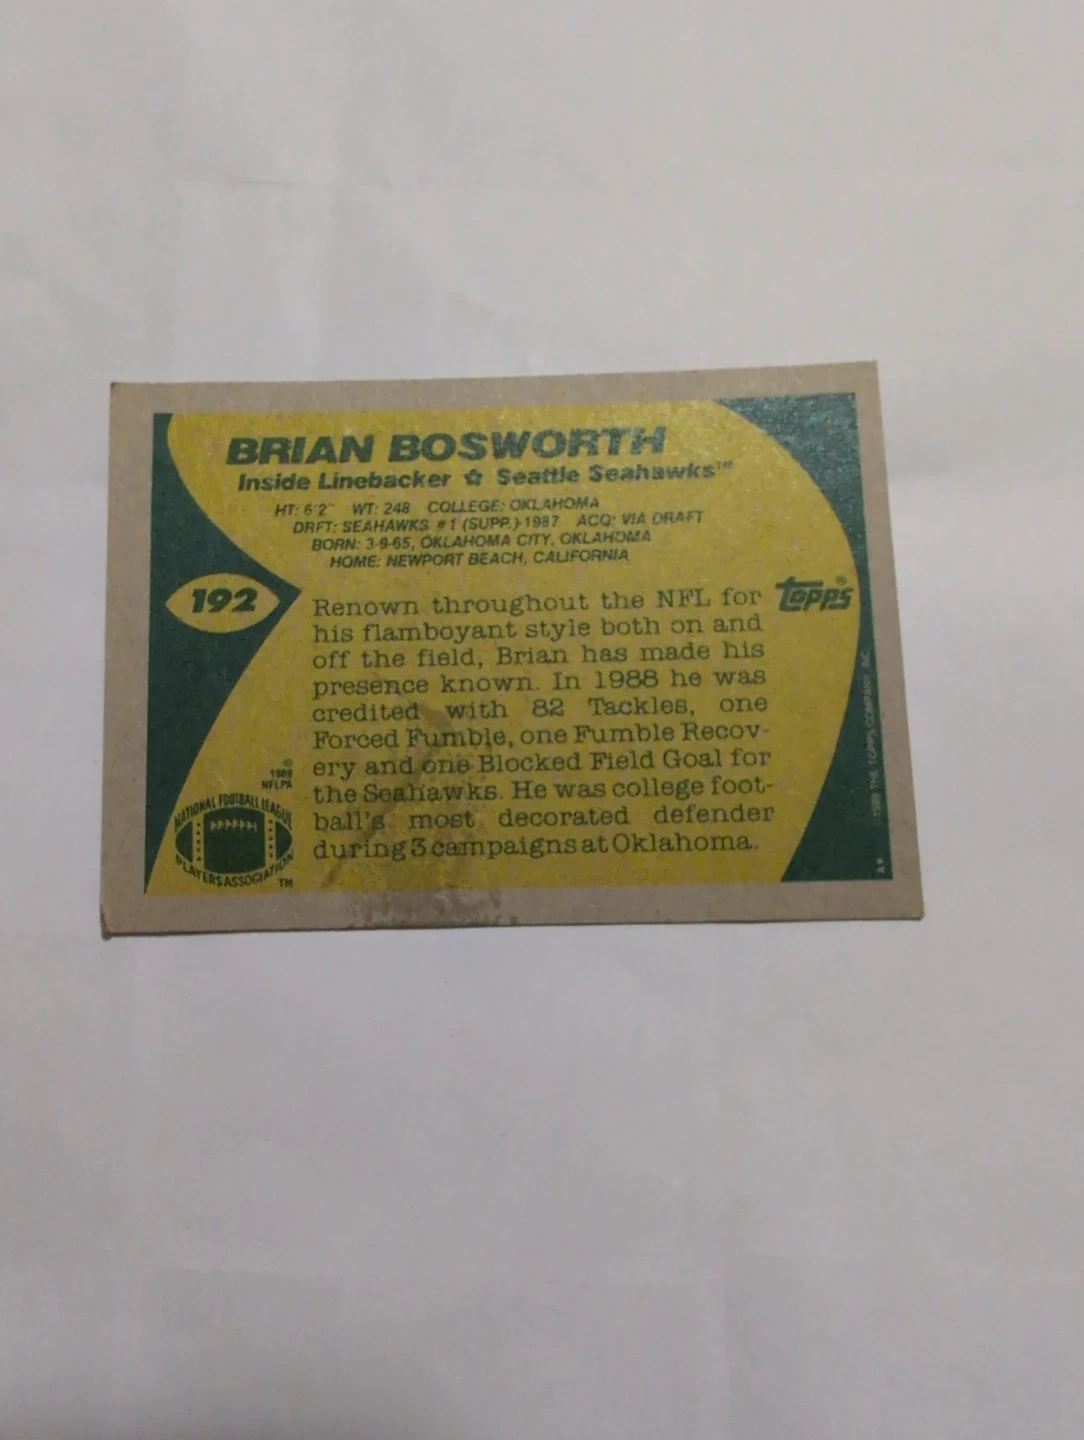 BRIAN BOSWORTH
Inside Linebacker ☆ Seattle Seahawks™
HT: 6'2" WT: 248 COLLEGE: OKLAHOMA
DRFT: SEAHAWKS #1 (SUPP.)-1987 ACQ: VIA DRAFT
BORN: 3-9-65, OKLAHOMA CITY, OKLAHOMA
HOME: NEWPORT BEACH, CALIFORNIA
192
topps®
Renown throughout the NFL for
his flamboyant style both on and
off the field, Brian has made his
presence known. In 1988 he was
credited with 82 Tackles, one
Forced Fumble, one Fumble Recov-
ery and one Blocked Field Goal for
the Seahawks. He was college foot-
ball's most decorated defender
during 3 campaigns at Oklahoma.
©
1989
NFLPA
NATIONAL FOOTBALL LEAGUE
PLAYERS ASSOCIATION
TM
©1989 THE TOPPS COMPANY, INC.
A*